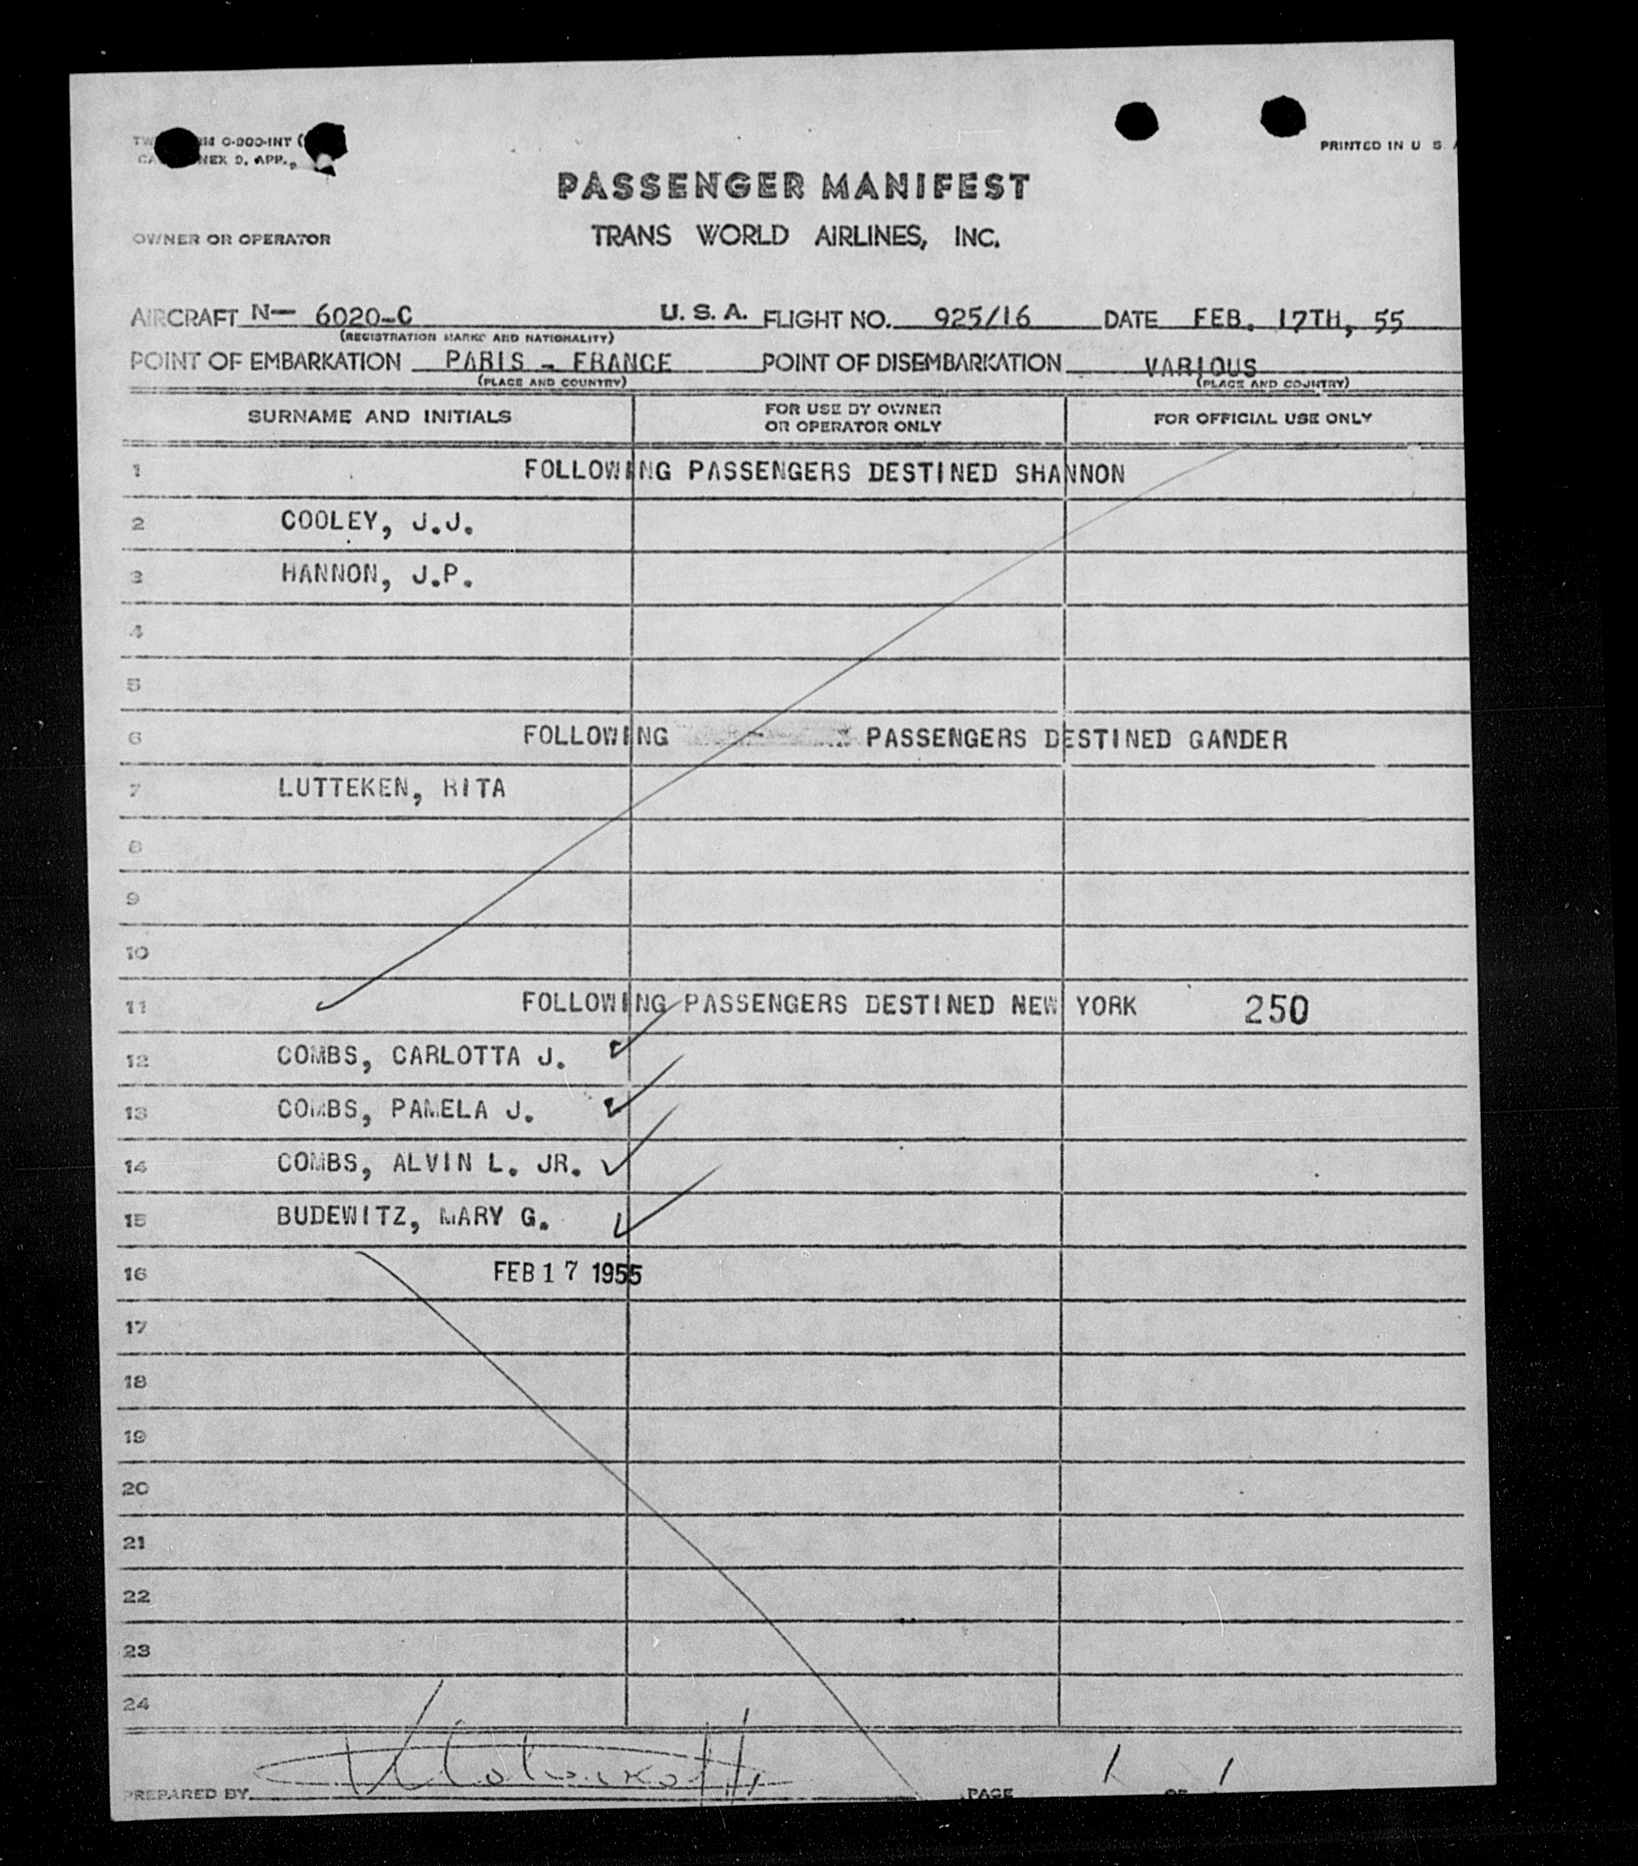 PRINTED IN U S A
PASSENGER MANIFEST
OWNER OR OPERATOR
TRANS WORLD AIRLINES, INC.
AIRCRAFT N- 6020-C U. S. A. FLIGHT NO. 925/16 DATE FEB. 17TH, 55
(REGISTRATION MARKS AND NATIONALITY)
POINT OF EMBARKATION PARIS - FRANCE POINT OF DISEMBARKATION VARIOUS
(PLACE AND COUNTRY) (PLACE AND COUNTRY)
SURNAME AND INITIALS FOR USE BY OWNER OR OPERATOR ONLY FOR OFFICIAL USE ONLY
1 FOLLOWING PASSENGERS DESTINED SHANNON
2 COOLEY, J.J.
3 HANNON, J.P.
4
5
6 FOLLOWING PASSENGERS DESTINED GANDER
7 LUTTEKEN, RITA
8
9
10
11 FOLLOWING PASSENGERS DESTINED NEW YORK 250
12 COMBS, CARLOTTA J.
13 COMBS, PAMELA J.
14 COMBS, ALVIN L. JR.
15 BUDEWITZ, MARY G.
16 FEB 17 1955
17
18
19
20
21
22
23
24
PREPARED BY PAGE 1 OF 1